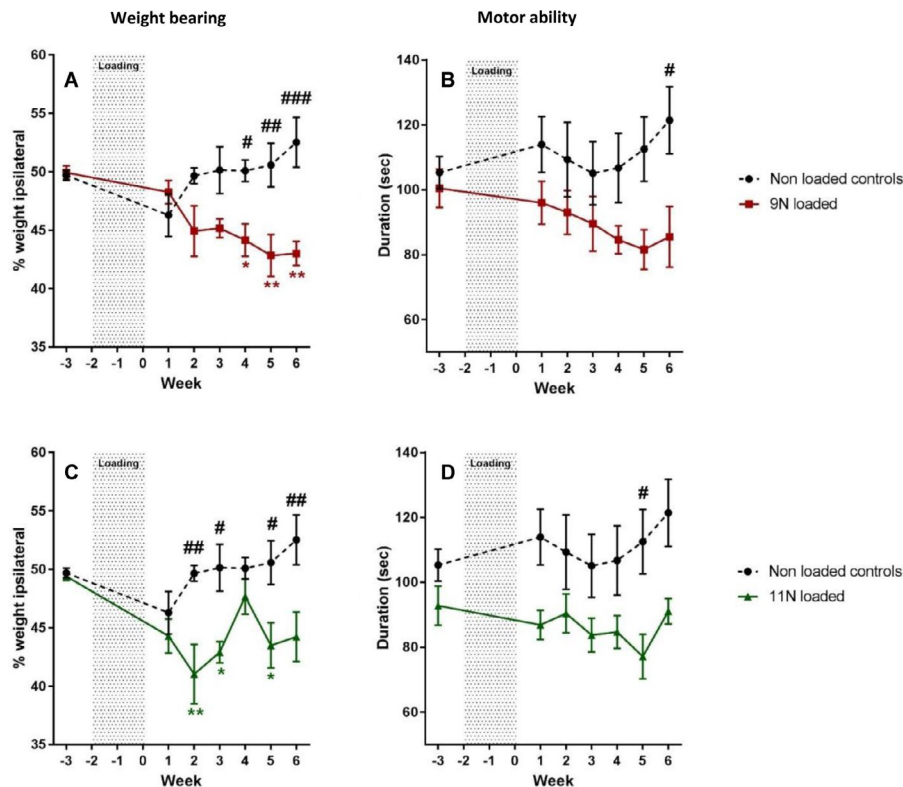 Weight bearing
Motor ability
A
Loading
60
55
50
45
40
35
% weight ipsilateral
#
##
###
*
**
**
-3 -2 -1 0 1 2 3 4 5 6
Week
B
Loading
140
120
100
80
60
Duration (sec)
#
-3 -2 -1 0 1 2 3 4 5 6
Week
Non loaded controls
9N loaded
C
Loading
60
55
50
45
40
35
% weight ipsilateral
##
#
#
##
**
*
*
-3 -2 -1 0 1 2 3 4 5 6
Week
D
Loading
140
120
100
80
60
Duration (sec)
#
-3 -2 -1 0 1 2 3 4 5 6
Week
Non loaded controls
11N loaded